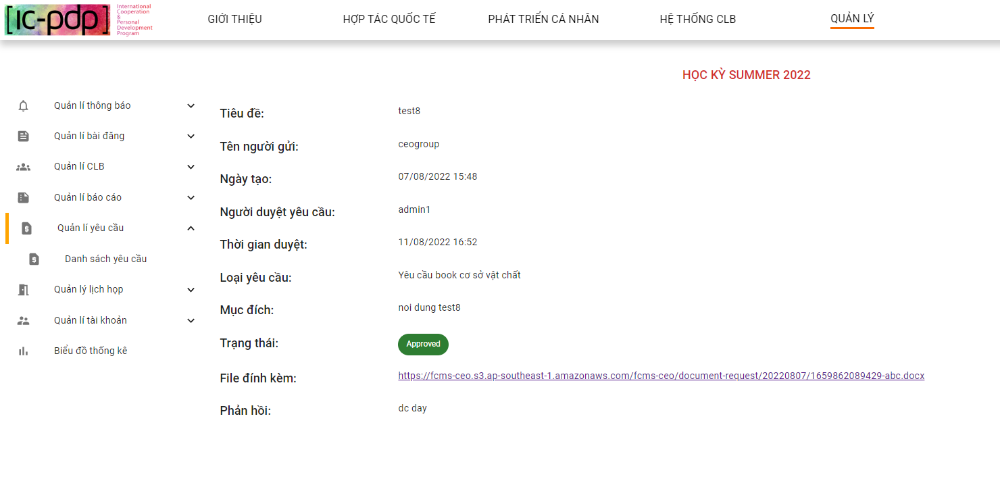 [ic-pdp]
International
Cooperation
&
Personal
Development
Program
GIỚI THIỆU
HỢP TÁC QUỐC TẾ
PHÁT TRIỂN CÁ NHÂN
HỆ THỐNG CLB
QUẢN LÝ
HỌC KỲ SUMMER 2022
Quản lí thông báo
Quản lí bài đăng
Quản lí CLB
Quản lí báo cáo
Quản lí yêu cầu
Danh sách yêu cầu
Quản lý lịch họp
Quản lí tài khoản
Biểu đồ thống kê
Tiêu đề: test8
Tên người gửi: ceogroup
Ngày tạo: 07/08/2022 15:48
Người duyệt yêu cầu: admin1
Thời gian duyệt: 11/08/2022 16:52
Loại yêu cầu: Yêu cầu book cơ sở vật chất
Mục đích: noi dung test8
Trạng thái: Approved
File đính kèm: https://fcms-ceo.s3.ap-southeast-1.amazonaws.com/fcms-ceo/document-request/20220807/1659862089429-abc.docx
Phản hồi: dc day